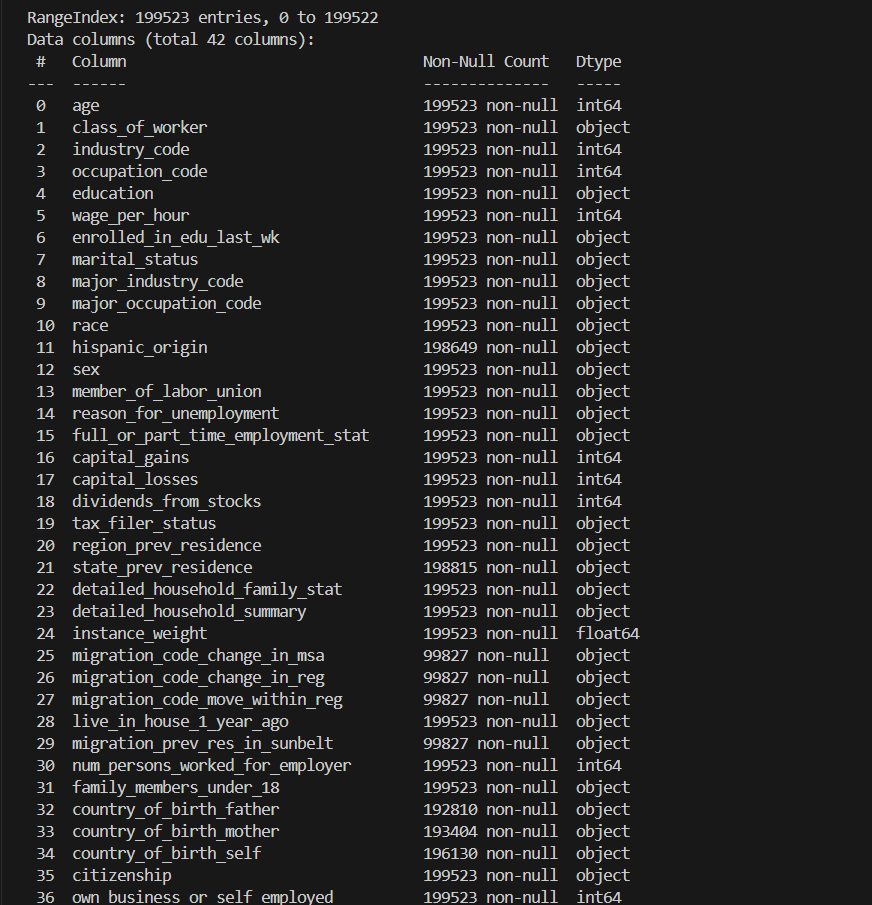 RangeIndex: 199523 entries, 0 to 199522
Data columns (total 42 columns):
 #   Column                                 Non-Null Count   Dtype
---  ------                                 --------------   -----
 0   age                                    199523 non-null  int64
 1   class_of_worker                        199523 non-null  object
 2   industry_code                          199523 non-null  int64
 3   occupation_code                        199523 non-null  int64
 4   education                              199523 non-null  object
 5   wage_per_hour                          199523 non-null  int64
 6   enrolled_in_edu_last_wk                199523 non-null  object
 7   marital_status                         199523 non-null  object
 8   major_industry_code                    199523 non-null  object
 9   major_occupation_code                  199523 non-null  object
 10  race                                   199523 non-null  object
 11  hispanic_origin                        198649 non-null  object
 12  sex                                    199523 non-null  object
 13  member_of_labor_union                  199523 non-null  object
 14  reason_for_unemployment                199523 non-null  object
 15  full_or_part_time_employment_stat      199523 non-null  object
 16  capital_gains                          199523 non-null  int64
 17  capital_losses                         199523 non-null  int64
 18  dividends_from_stocks                  199523 non-null  int64
 19  tax_filer_status                       199523 non-null  object
 20  region_prev_residence                  199523 non-null  object
 21  state_prev_residence                   198815 non-null  object
 22  detailed_household_family_stat         199523 non-null  object
 23  detailed_household_summary             199523 non-null  object
 24  instance_weight                        199523 non-null  float64
 25  migration_code_change_in_msa           99827 non-null   object
 26  migration_code_change_in_reg           99827 non-null   object
 27  migration_code_move_within_reg         99827 non-null   object
 28  live_in_house_1_year_ago               199523 non-null  object
 29  migration_prev_res_in_sunbelt          99827 non-null   object
 30  num_persons_worked_for_employer        199523 non-null  int64
 31  family_members_under_18                199523 non-null  object
 32  country_of_birth_father                192810 non-null  object
 33  country_of_birth_mother                193404 non-null  object
 34  country_of_birth_self                  196130 non-null  object
 35  citizenship                            199523 non-null  object
 36  own_business_or_self_employed          199523 non-null  int64